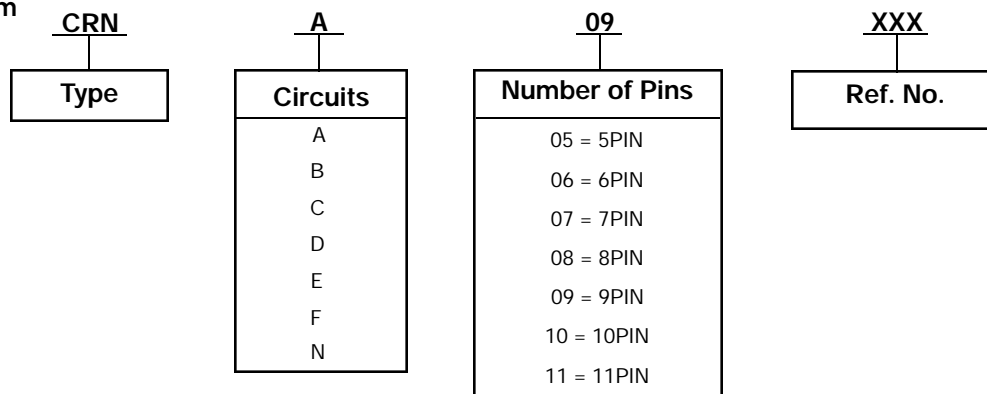 m
CRN A 09 XXX
Type Circuits Number of Pins Ref. No.
A 05 = 5PIN
B 06 = 6PIN
C 07 = 7PIN
D 08 = 8PIN
E 09 = 9PIN
F 10 = 10PIN
N 11 = 11PIN